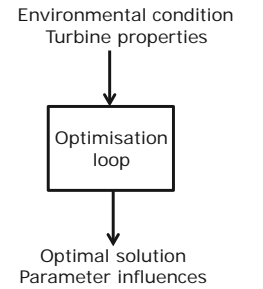 Environmental condition
Turbine properties
Optimisation
loop
Optimal solution
Parameter influences